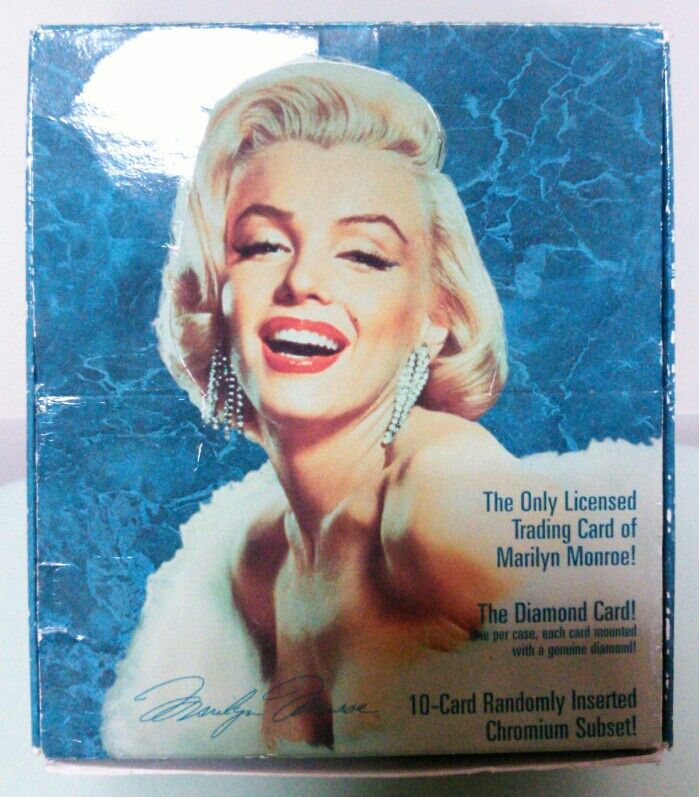 The Only Licensed
Trading Card of
Marilyn Monroe!
The Diamond Card!
One per case, each card mounted
with a genuine diamond!
Marilyn Monroe
10-Card Randomly Inserted
Chromium Subset!